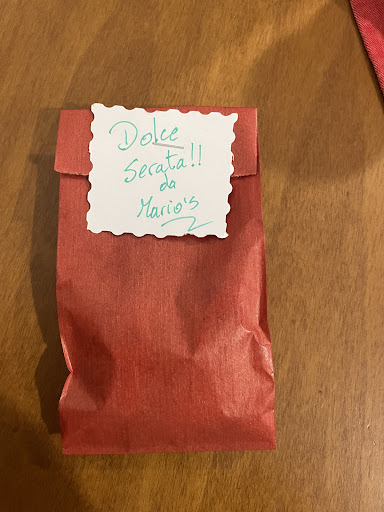 Dolce
Serata!!
da
Mario's